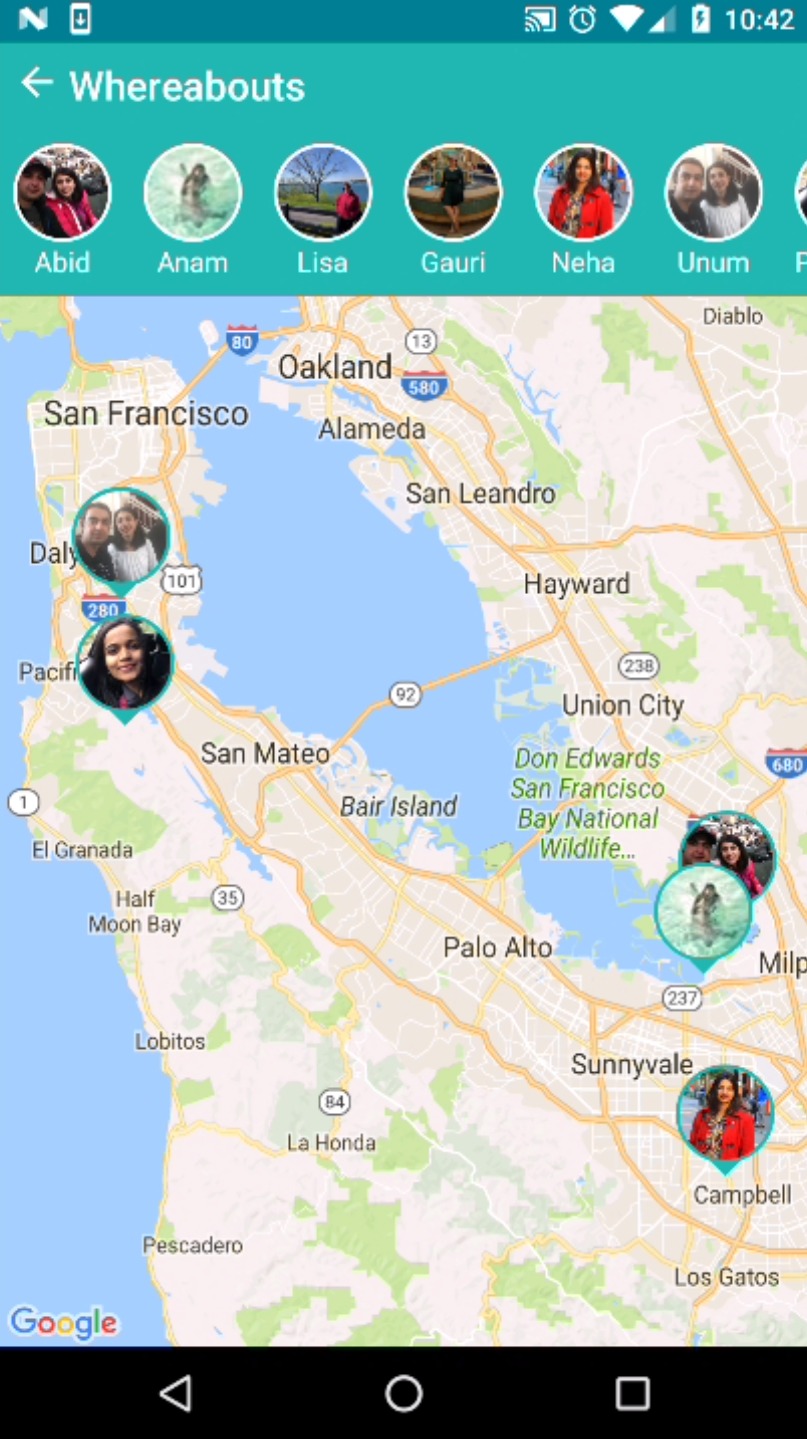 10:42
Whereabouts
Abid Anam Lisa Gauri Neha Unum
Diablo
80
13
Oakland
580
San Francisco
Alameda
San Leandro
Daly
101
Hayward
280
238
Pacifi
92
Union City
San Mateo
Don Edwards
San Francisco
Bay National
Wildlife...
680
1
Bair Island
El Granada
35
Half
Moon Bay
Palo Alto
Milp
237
Lobitos
Sunnyvale
84
La Honda
Campbell
Pescadero
Los Gatos
Google